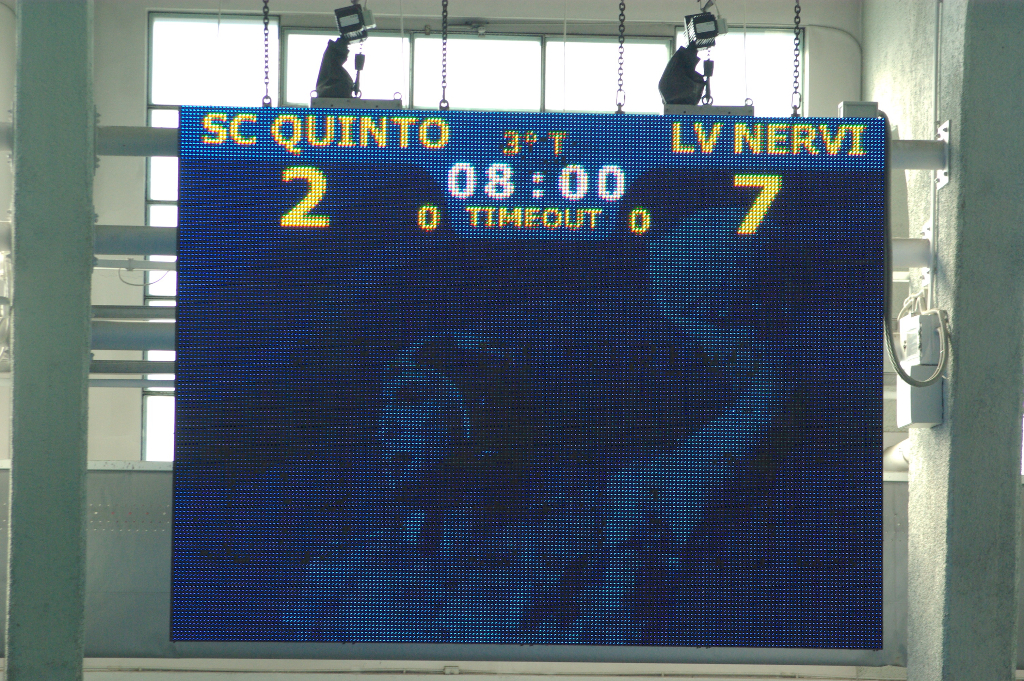 SC QUINTO 3° T LV NERVI
2 08:00 7
0 TIMEOUT 0